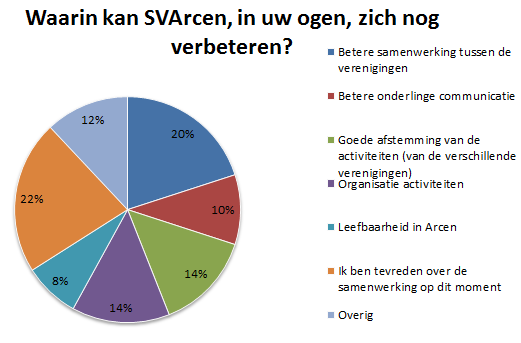 Waarin kan SVArcen, in uw ogen, zich nog
verbeteren?
Betere samenwerking tussen de
verenigingen
Betere onderlinge communicatie
Goede afstemming van de
activiteiten (van de verschillende
verenigingen)
Organisatie activiteiten
Leefbaarheid in Arcen
Ik ben tevreden over de
samenwerking op dit moment
Overig
20%
10%
14%
14%
8%
22%
12%